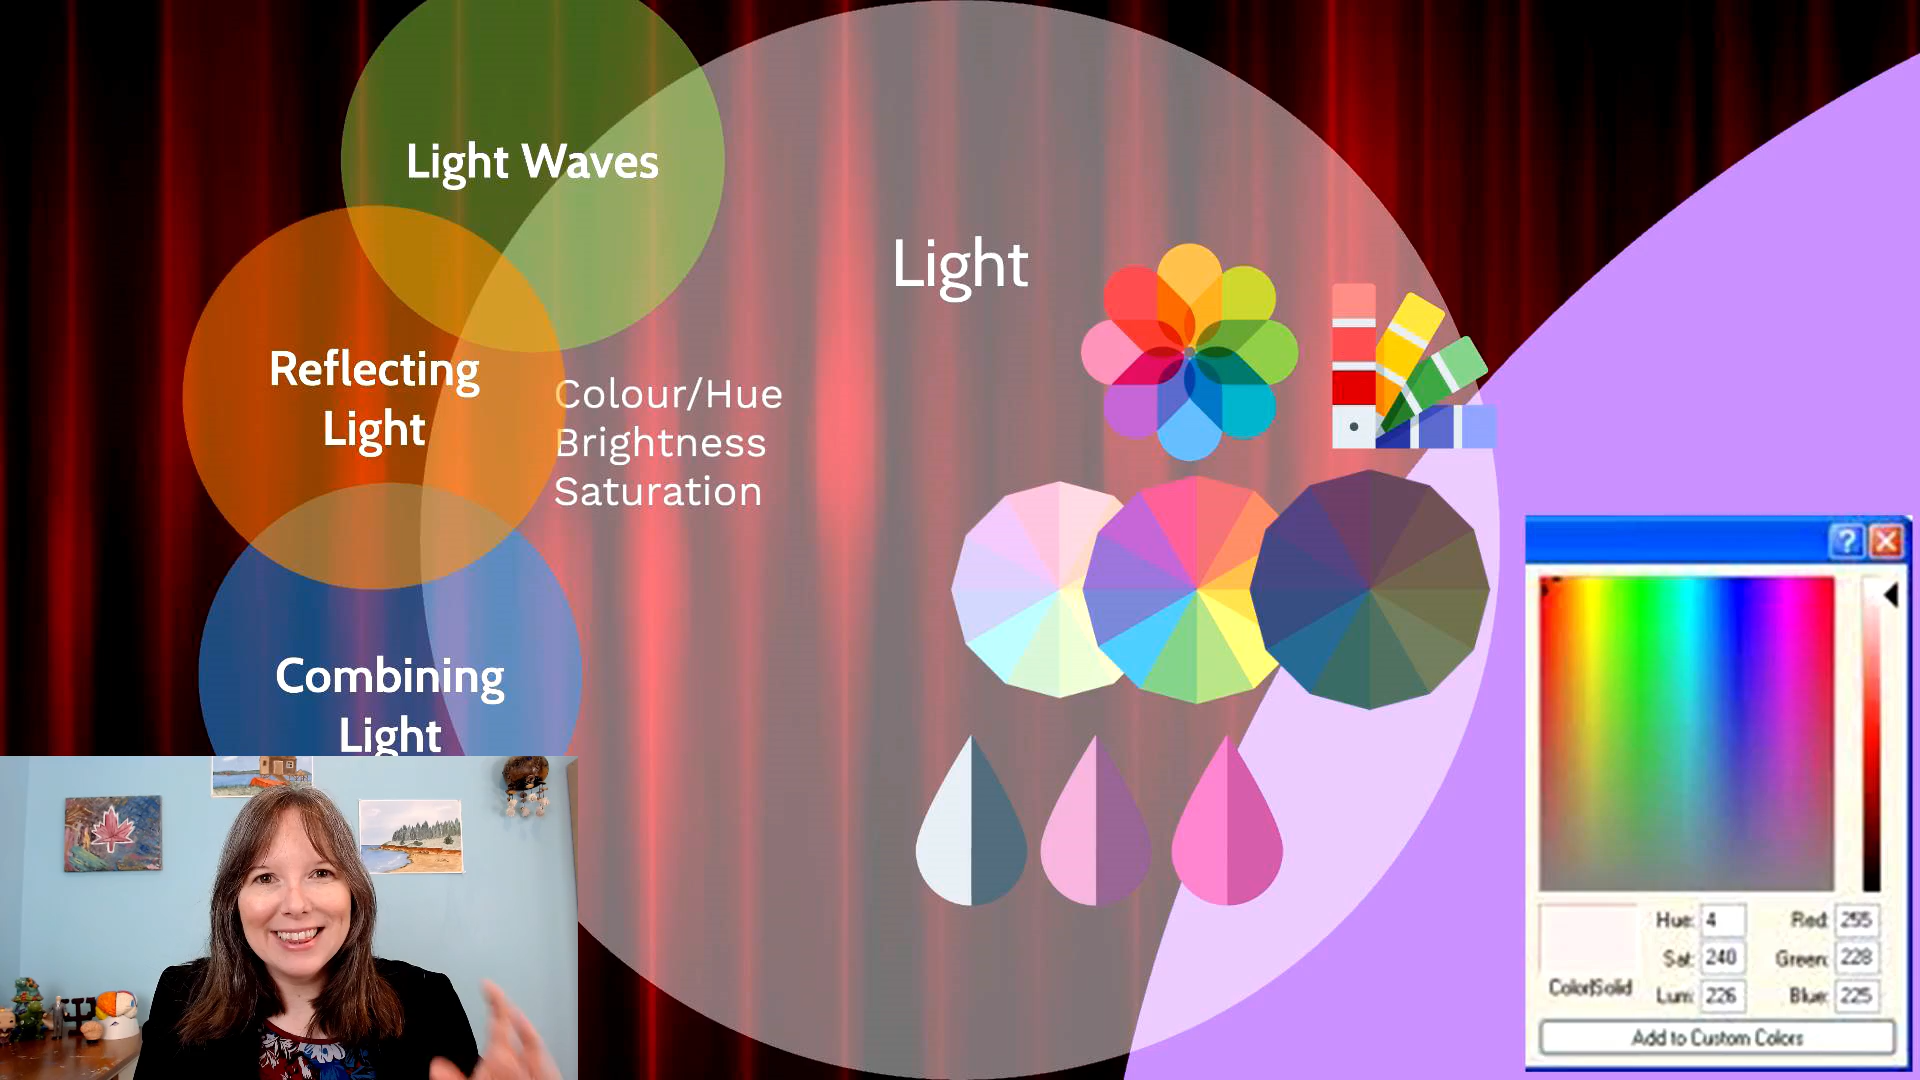 Light Waves
Reflecting
Light
Combining
Light
Light
Colour/Hue
Brightness
Saturation
?
Hue: 4
Red: 255
Sat: 240
Green: 228
Lum: 226
Blue: 225
Color|Solid
Add to Custom Colors